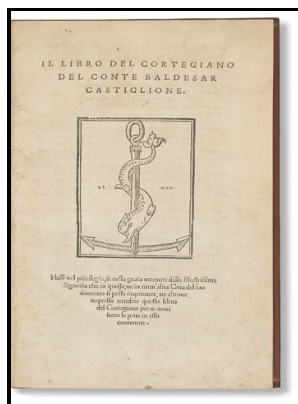 IL LIBRO DEL CORTEGIANO
DEL CONTE BALDESAR
CASTIGLIONE.
AL DVS
Hassi nel priuilegio,& nella gratia ottenuta dalla Illustrissima
Signoria che in questa,ne in niun'altra Citta del suo
dominio si possa imprimere, ne altroue
impresso uendere questo libro
del Cortegiano per.x. anni
sotto le pene in esso
contenute.